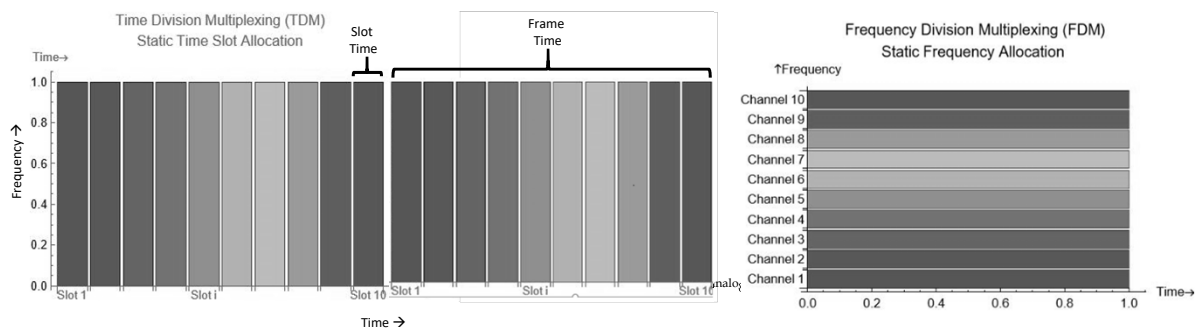 Time Division Multiplexing (TDM)
Static Time Slot Allocation
Time→
Slot
Time
Frame
Time
Frequency →
1.0
0.8
0.6
0.4
0.2
0.0
Slot 1
Slot i
Slot 10
Slot 1
Slot i
Slot 10
Time →
Frequency Division Multiplexing (FDM)
Static Frequency Allocation
↑Frequency
Channel 10
Channel 9
Channel 8
Channel 7
Channel 6
Channel 5
Channel 4
Channel 3
Channel 2
Channel 1
0.0 0.2 0.4 0.6 0.8 1.0
Time→